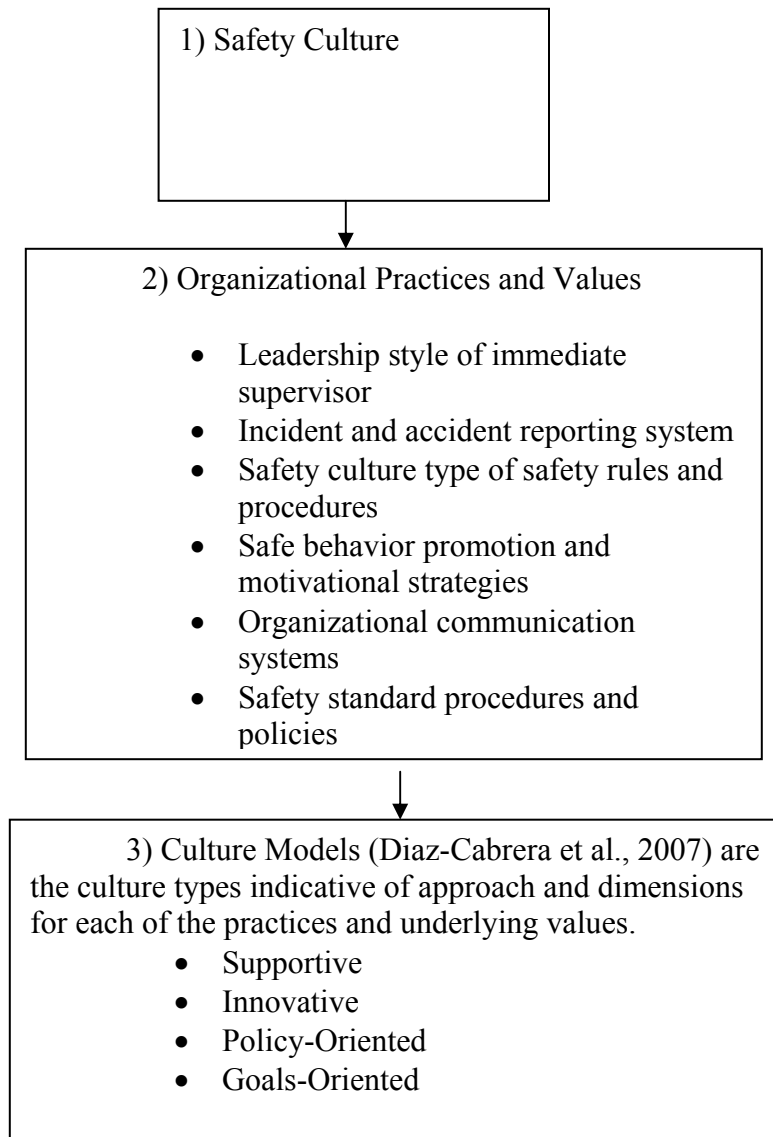 1) Safety Culture
2) Organizational Practices and Values
• Leadership style of immediate
supervisor
• Incident and accident reporting system
• Safety culture type of safety rules and
procedures
• Safe behavior promotion and
motivational strategies
• Organizational communication
systems
• Safety standard procedures and
policies
3) Culture Models (Diaz-Cabrera et al., 2007) are
the culture types indicative of approach and dimensions
for each of the practices and underlying values.
• Supportive
• Innovative
• Policy-Oriented
• Goals-Oriented